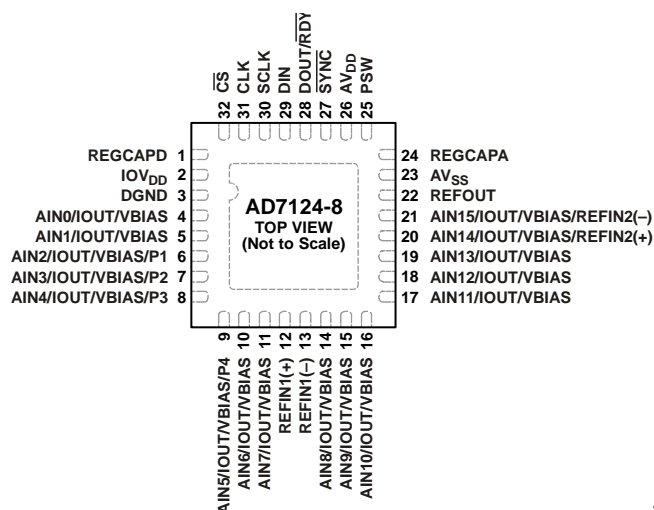 32 C̅S̅
31 CLK
30 SCLK
29 DIN
28 DOUT/R̅D̅Y̅
27 S̅Y̅N̅C̅
26 AVDD
25 PSW
REGCAPD 1
IOVDD 2
DGND 3
AIN0/IOUT/VBIAS 4
AIN1/IOUT/VBIAS 5
AIN2/IOUT/VBIAS/P1 6
AIN3/IOUT/VBIAS/P2 7
AIN4/IOUT/VBIAS/P3 8
AD7124-8
TOP VIEW
(Not to Scale)
24 REGCAPA
23 AVSS
22 REFOUT
21 AIN15/IOUT/VBIAS/REFIN2(–)
20 AIN14/IOUT/VBIAS/REFIN2(+)
19 AIN13/IOUT/VBIAS
18 AIN12/IOUT/VBIAS
17 AIN11/IOUT/VBIAS
AIN5/IOUT/VBIAS/P4 9
AIN6/IOUT/VBIAS 10
AIN7/IOUT/VBIAS 11
REFIN1(+) 12
REFIN1(–) 13
AIN8/IOUT/VBIAS 14
AIN9/IOUT/VBIAS 15
AIN10/IOUT/VBIAS 16